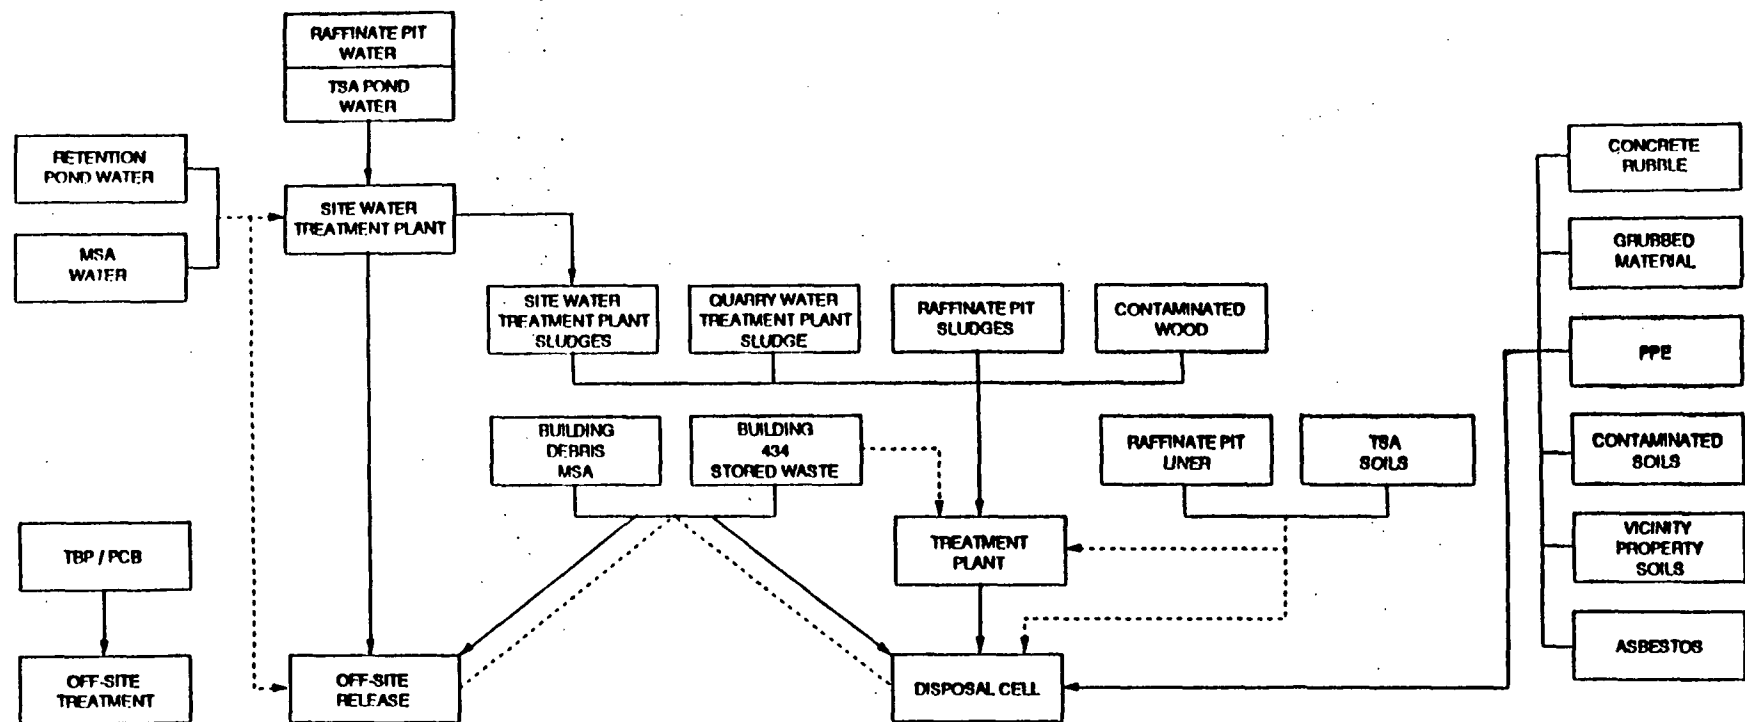 RAFFINATE PIT
WATER
TSA POND
WATER
RETENTION
POND WATER
MSA
WATER
SITE WATER
TREATMENT PLANT
CONCRETE
RUBBLE
GRUBBED
MATERIAL
PPE
CONTAMINATED
SOILS
VICINITY
PROPERTY
SOILS
ASBESTOS
SITE WATER
TREATMENT PLANT
SLUDGES
QUARRY WATER
TREATMENT PLANT
SLUDGE
RAFFINATE PIT
SLUDGES
CONTAMINATED
WOOD
BUILDING
DEBRIS
MSA
BUILDING
434
STORED WASTE
RAFFINATE PIT
LINER
TSA
SOILS
TREATMENT
PLANT
TBP / PCB
OFF-SITE
TREATMENT
OFF-SITE
RELEASE
DISPOSAL CELL